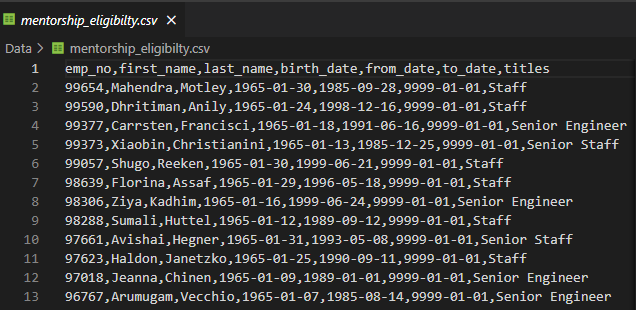 mentorship_eligibilty.csv ×
Data > mentorship_eligibilty.csv
1 emp_no,first_name,last_name,birth_date,from_date,to_date,titles
2 99654,Mahendra,Motley,1965-01-30,1985-09-28,9999-01-01,Staff
3 99590,Dhritiman,Anily,1965-01-24,1998-12-16,9999-01-01,Staff
4 99377,Carrsten,Francisci,1965-01-18,1991-06-16,9999-01-01,Senior Engineer
5 99373,Xiaobin,Christianini,1965-01-13,1985-12-25,9999-01-01,Senior Staff
6 99057,Shugo,Reeken,1965-01-30,1999-06-21,9999-01-01,Staff
7 98639,Florina,Assaf,1965-01-29,1996-05-18,9999-01-01,Staff
8 98306,Ziya,Kadhim,1965-01-16,1999-06-24,9999-01-01,Senior Engineer
9 98288,Sumali,Huttel,1965-01-12,1989-09-12,9999-01-01,Staff
10 97661,Avishai,Hegner,1965-01-31,1993-05-08,9999-01-01,Senior Staff
11 97623,Haldon,Janetzko,1965-01-25,1990-09-11,9999-01-01,Staff
12 97018,Jeanna,Chinen,1965-01-09,1989-01-01,9999-01-01,Senior Engineer
13 96767,Arumugam,Vecchio,1965-01-07,1985-08-14,9999-01-01,Senior Engineer